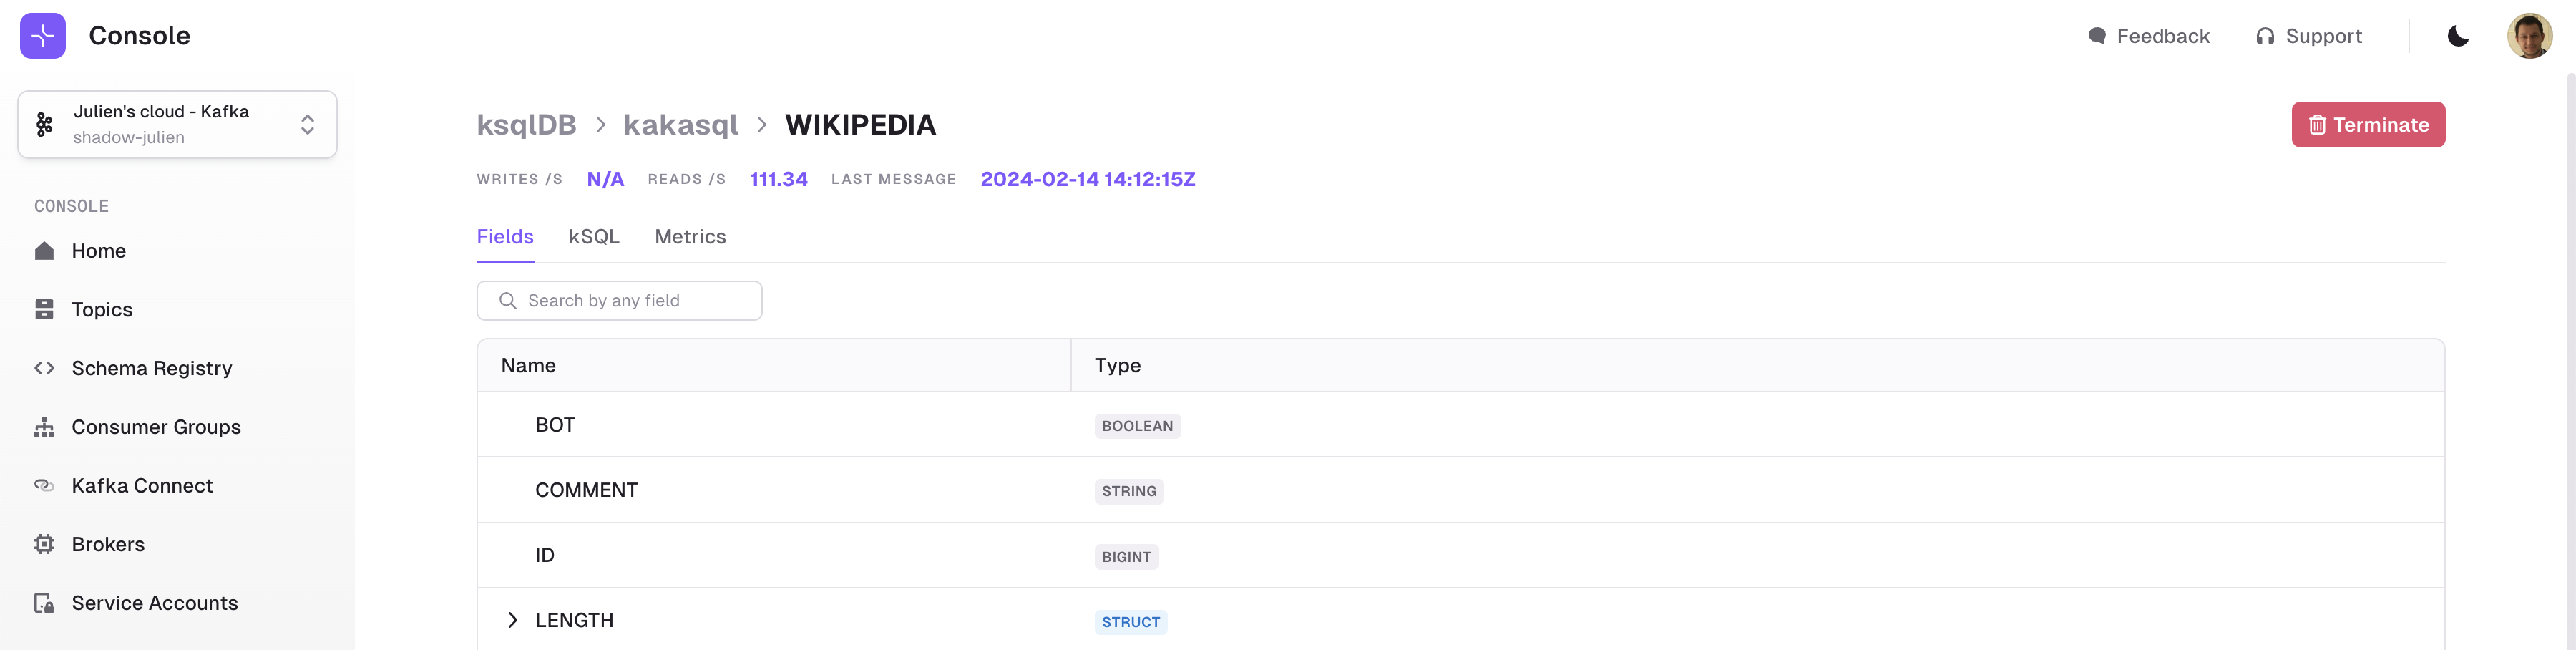 Console
Feedback
Support
Julien's cloud - Kafka
shadow-julien
CONSOLE
Home
Topics
Schema Registry
Consumer Groups
Kafka Connect
Brokers
Service Accounts
ksqlDB > kakasql > WIKIPEDIA
Terminate
WRITES /S N/A READS /S 111.34 LAST MESSAGE 2024-02-14 14:12:15Z
Fields kSQL Metrics
Search by any field
Name Type
BOT BOOLEAN
COMMENT STRING
ID BIGINT
LENGTH STRUCT